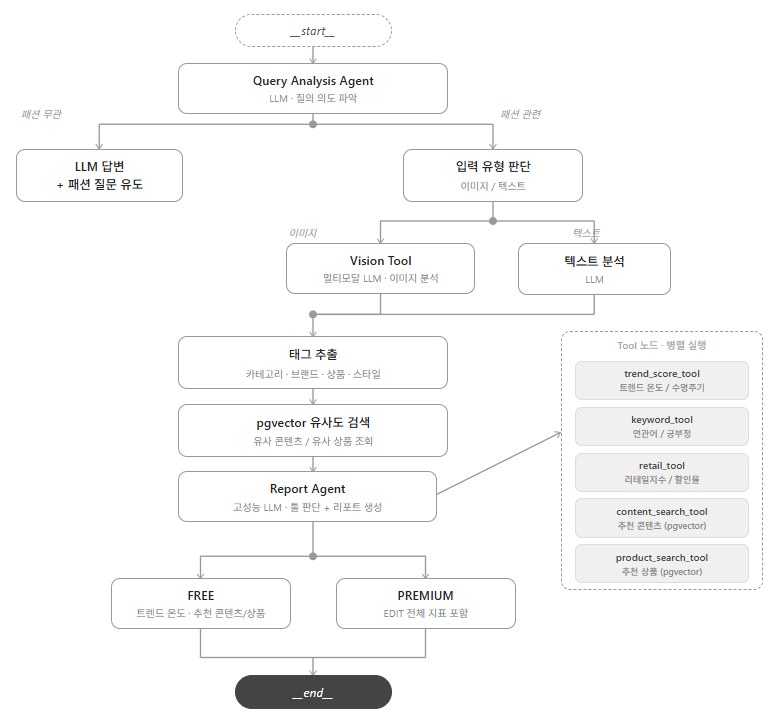 __start__
Query Analysis Agent
LLM · 질의 의도 파악
패션 무관
패션 관련
LLM 답변
+ 패션 질문 유도
입력 유형 판단
이미지 / 텍스트
이미지
텍스트
Vision Tool
멀티모달 LLM · 이미지 분석
텍스트 분석
LLM
태그 추출
카테고리 · 브랜드 · 상품 · 스타일
pgvector 유사도 검색
유사 콘텐츠 / 유사 상품 조회
Report Agent
고성능 LLM · 툴 판단 + 리포트 생성
Tool 노드 · 병렬 실행
trend_score_tool
트렌드 온도 / 수명주기
keyword_tool
연관어 / 긍부정
retail_tool
리테일지수 / 할인율
content_search_tool
추천 콘텐츠 (pgvector)
product_search_tool
추천 상품 (pgvector)
FREE
트렌드 온도 · 추천 콘텐츠/상품
PREMIUM
EDIT 전체 지표 포함
__end__